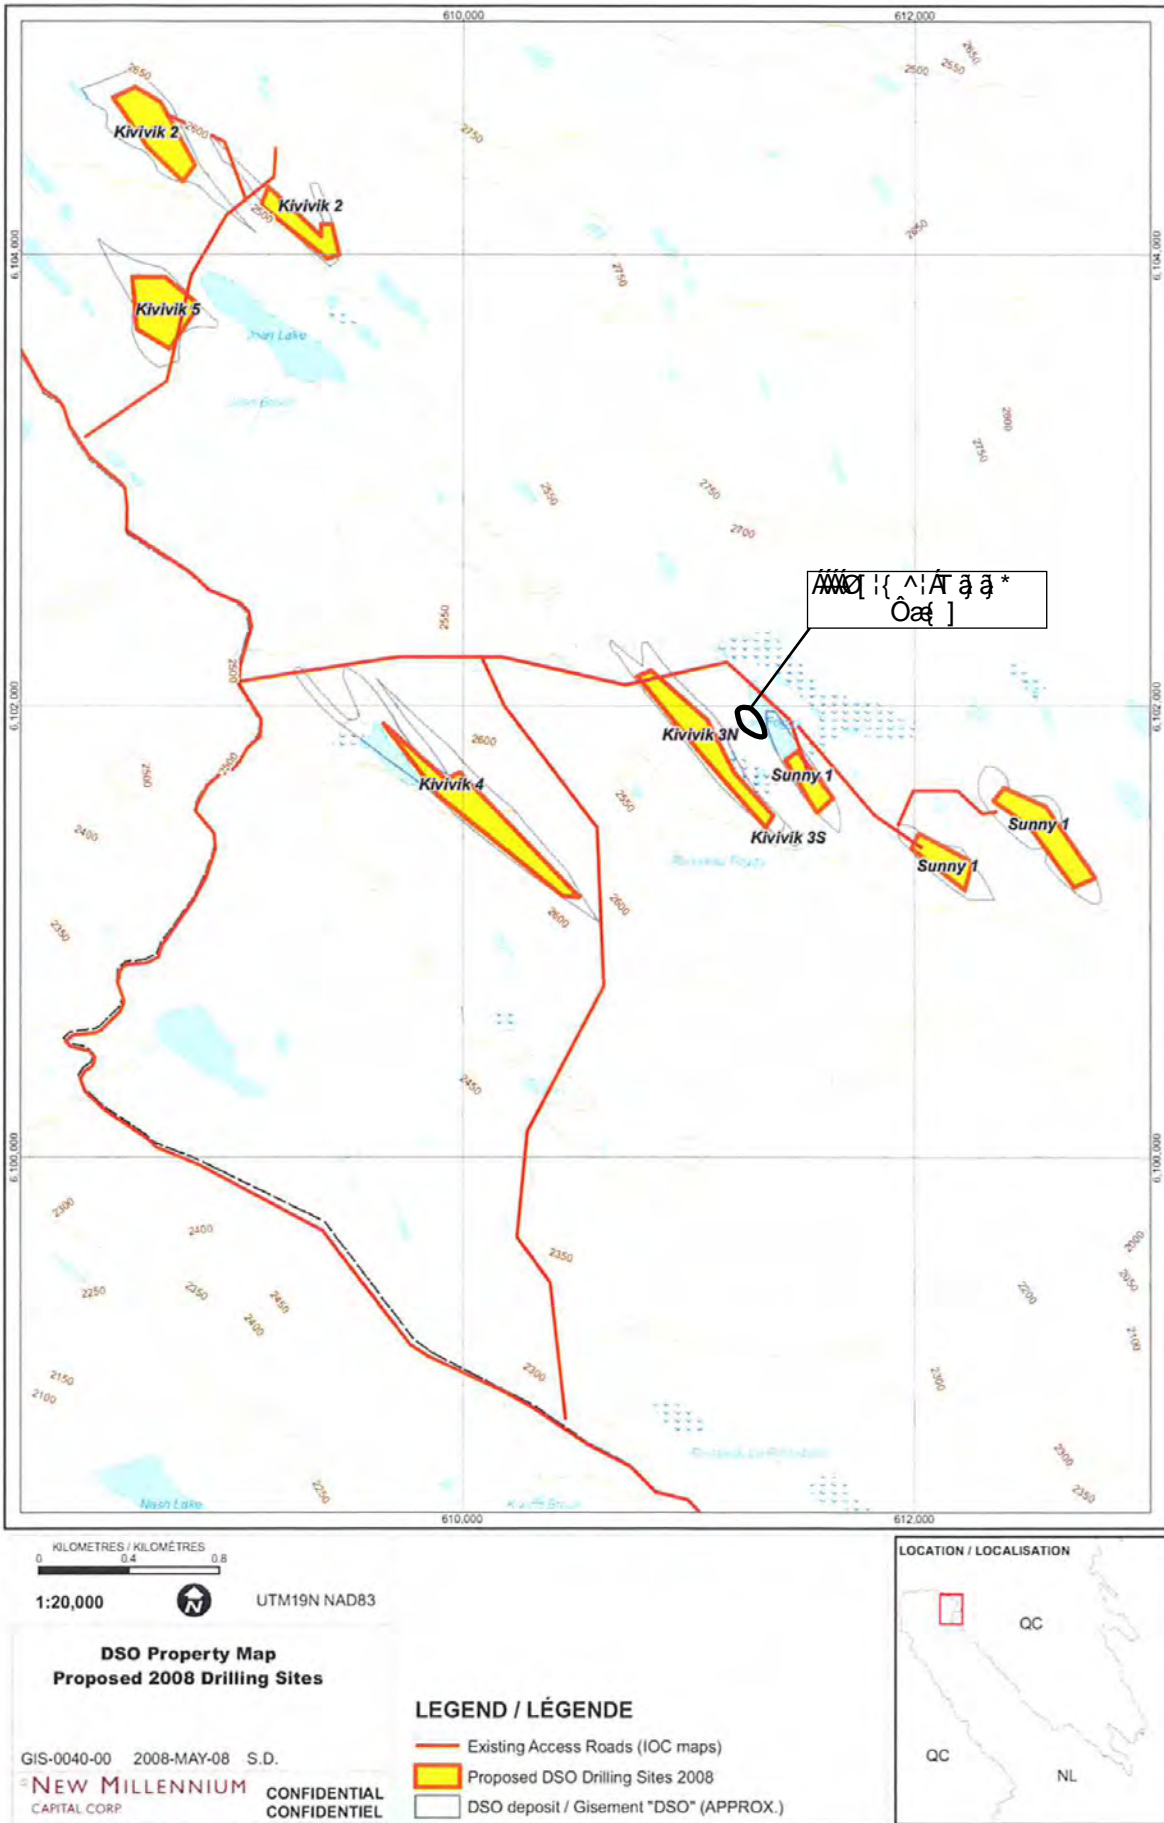 610,000
612,000
2650
2500
2550
2650
2600
2750
Kivivik 2
Kivivik 2
2500
2650
6,104,000
6,104,000
2750
Kivivik 5
Joan Lake
2600
2750
2550
2750
2700
2550
2500
6,102,000
6,102,000
Kivivik 3N
2600
2500
2500
Kivivik 4
Sunny 1
2550
2400
Kivivik 3S
Sunny 1
Sunny 1
2600
2600
2350
2450
6,100,000
6,100,000
2300
2400
2350
2000
2050
2250
2350
2450
2400
2200
2100
2150
2100
2300
2300
2300
2350
2250
Nash Lake
610,000
612,000
KILOMETRES / KILOMÈTRES
0 0.4 0.8
1:20,000 N UTM19N NAD83
DSO Property Map
Proposed 2008 Drilling Sites
GIS-0040-00 2008-MAY-08 S.D.
NEW MILLENNIUM
CAPITAL CORP.
CONFIDENTIAL
CONFIDENTIEL
LEGEND / LÉGENDE
Existing Access Roads (IOC maps)
Proposed DSO Drilling Sites 2008
DSO deposit / Gisement "DSO" (APPROX.)
LOCATION / LOCALISATION
QC
QC
NL